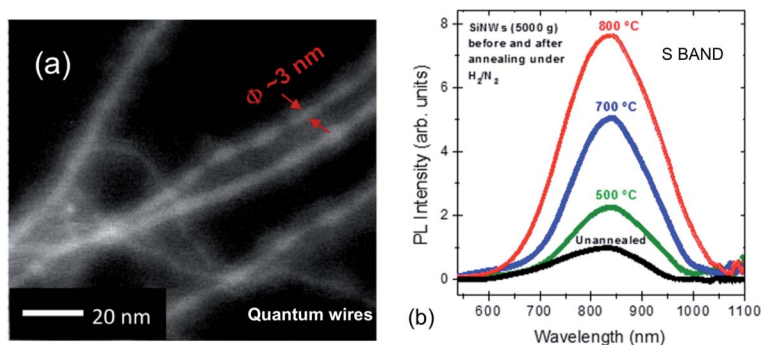 (a)
Φ ~3 nm
20 nm
Quantum wires
(b)
SiNWs (5000 g)
before and after
annealing under
H₂/N₂
S BAND
800 °C
700 °C
500 °C
Unannealed
PL Intensity (arb. units)
8
6
4
2
0
600 700 800 900 1000 1100
Wavelength (nm)